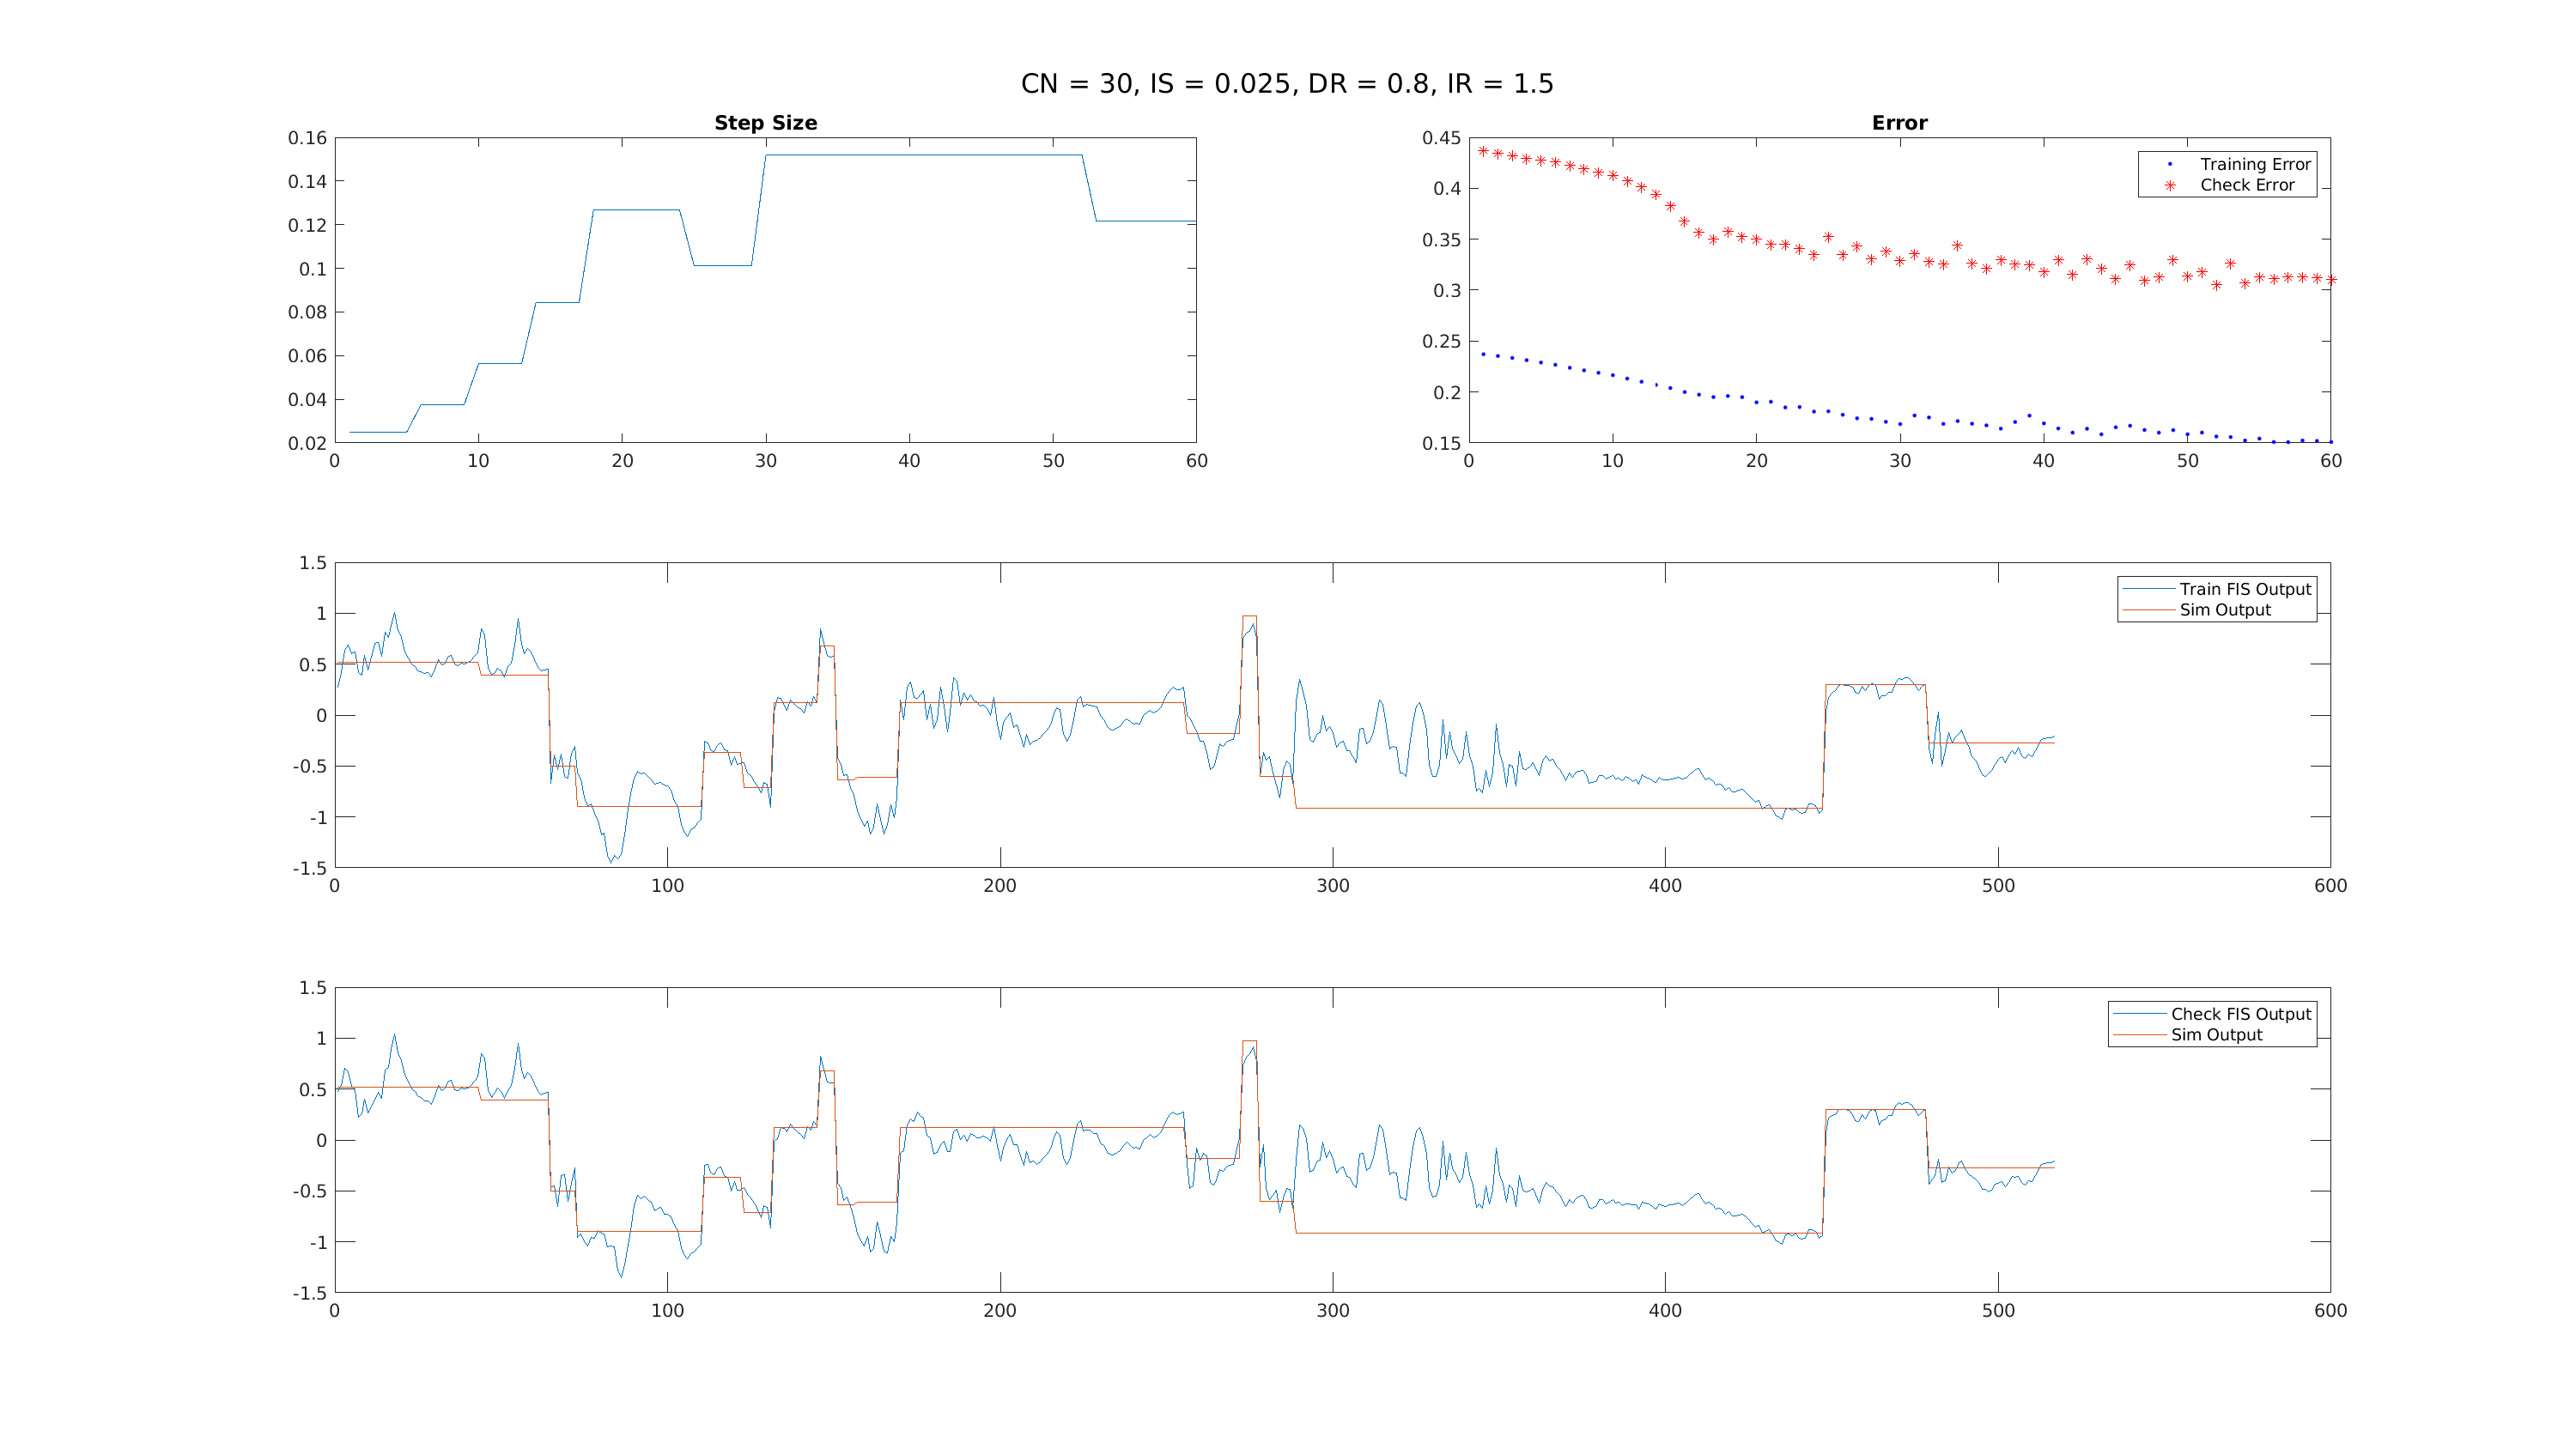 CN = 30, IS = 0.025, DR = 0.8, IR = 1.5
Step Size
0.16
0.14
0.12
0.1
0.08
0.06
0.04
0.02
0 10 20 30 40 50 60
Error
0.45
0.4
0.35
0.3
0.25
0.2
0.15
0 10 20 30 40 50 60
Training Error
Check Error
1.5
1
0.5
0
-0.5
-1
-1.5
0 100 200 300 400 500 600
Train FIS Output
Sim Output
1.5
1
0.5
0
-0.5
-1
-1.5
0 100 200 300 400 500 600
Check FIS Output
Sim Output